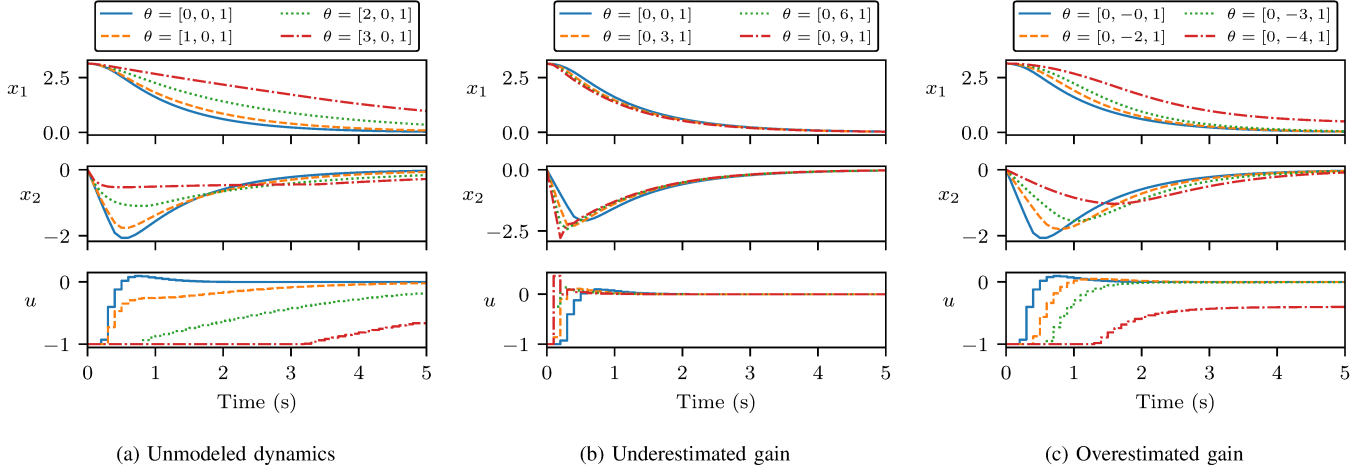 θ = [0, 0, 1]
θ = [2, 0, 1]
θ = [1, 0, 1]
θ = [3, 0, 1]
x₁
2.5
0.0
x₂
0
−2
u
0
−1
0 1 2 3 4 5
Time (s)
(a) Unmodeled dynamics
θ = [0, 0, 1]
θ = [0, 6, 1]
θ = [0, 3, 1]
θ = [0, 9, 1]
x₁
2.5
0.0
x₂
0.0
−2.5
u
0
−1
0 1 2 3 4 5
Time (s)
(b) Underestimated gain
θ = [0, −0, 1]
θ = [0, −3, 1]
θ = [0, −2, 1]
θ = [0, −4, 1]
x₁
2.5
0.0
x₂
0
−2
u
0
−1
0 1 2 3 4 5
Time (s)
(c) Overestimated gain